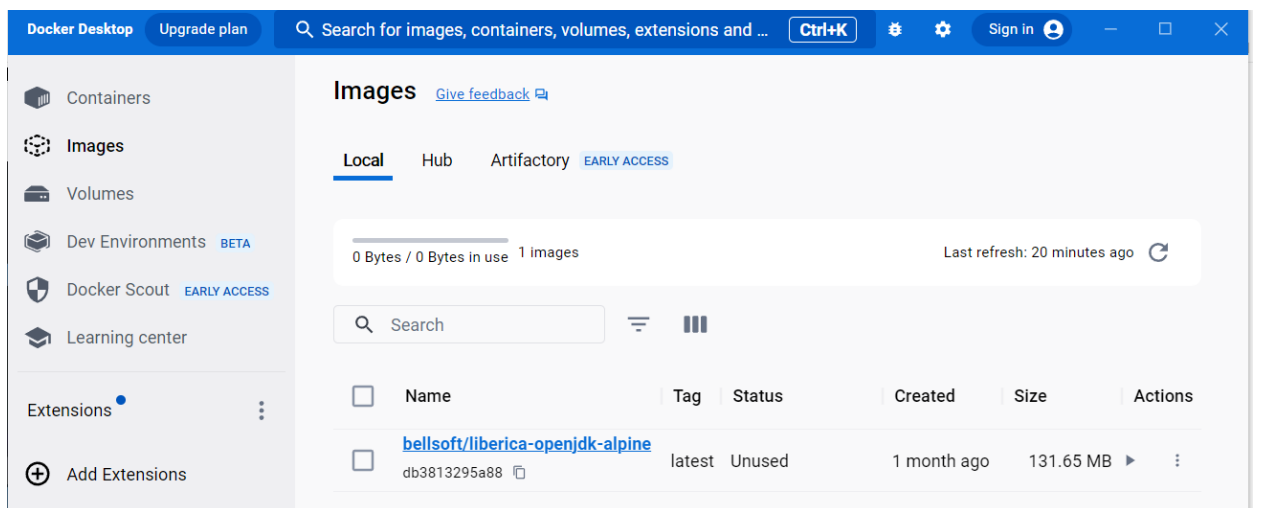 Docker Desktop Upgrade plan Search for images, containers, volumes, extensions and ... Ctrl+K Sign in
Containers
Images
Volumes
Dev Environments BETA
Docker Scout EARLY ACCESS
Learning center
Extensions
Add Extensions
Images Give feedback
Local Hub Artifactory EARLY ACCESS
0 Bytes / 0 Bytes in use 1 images Last refresh: 20 minutes ago
Search
Name Tag Status Created Size Actions
bellsoft/liberica-openjdk-alpine latest Unused 1 month ago 131.65 MB
db3813295a88